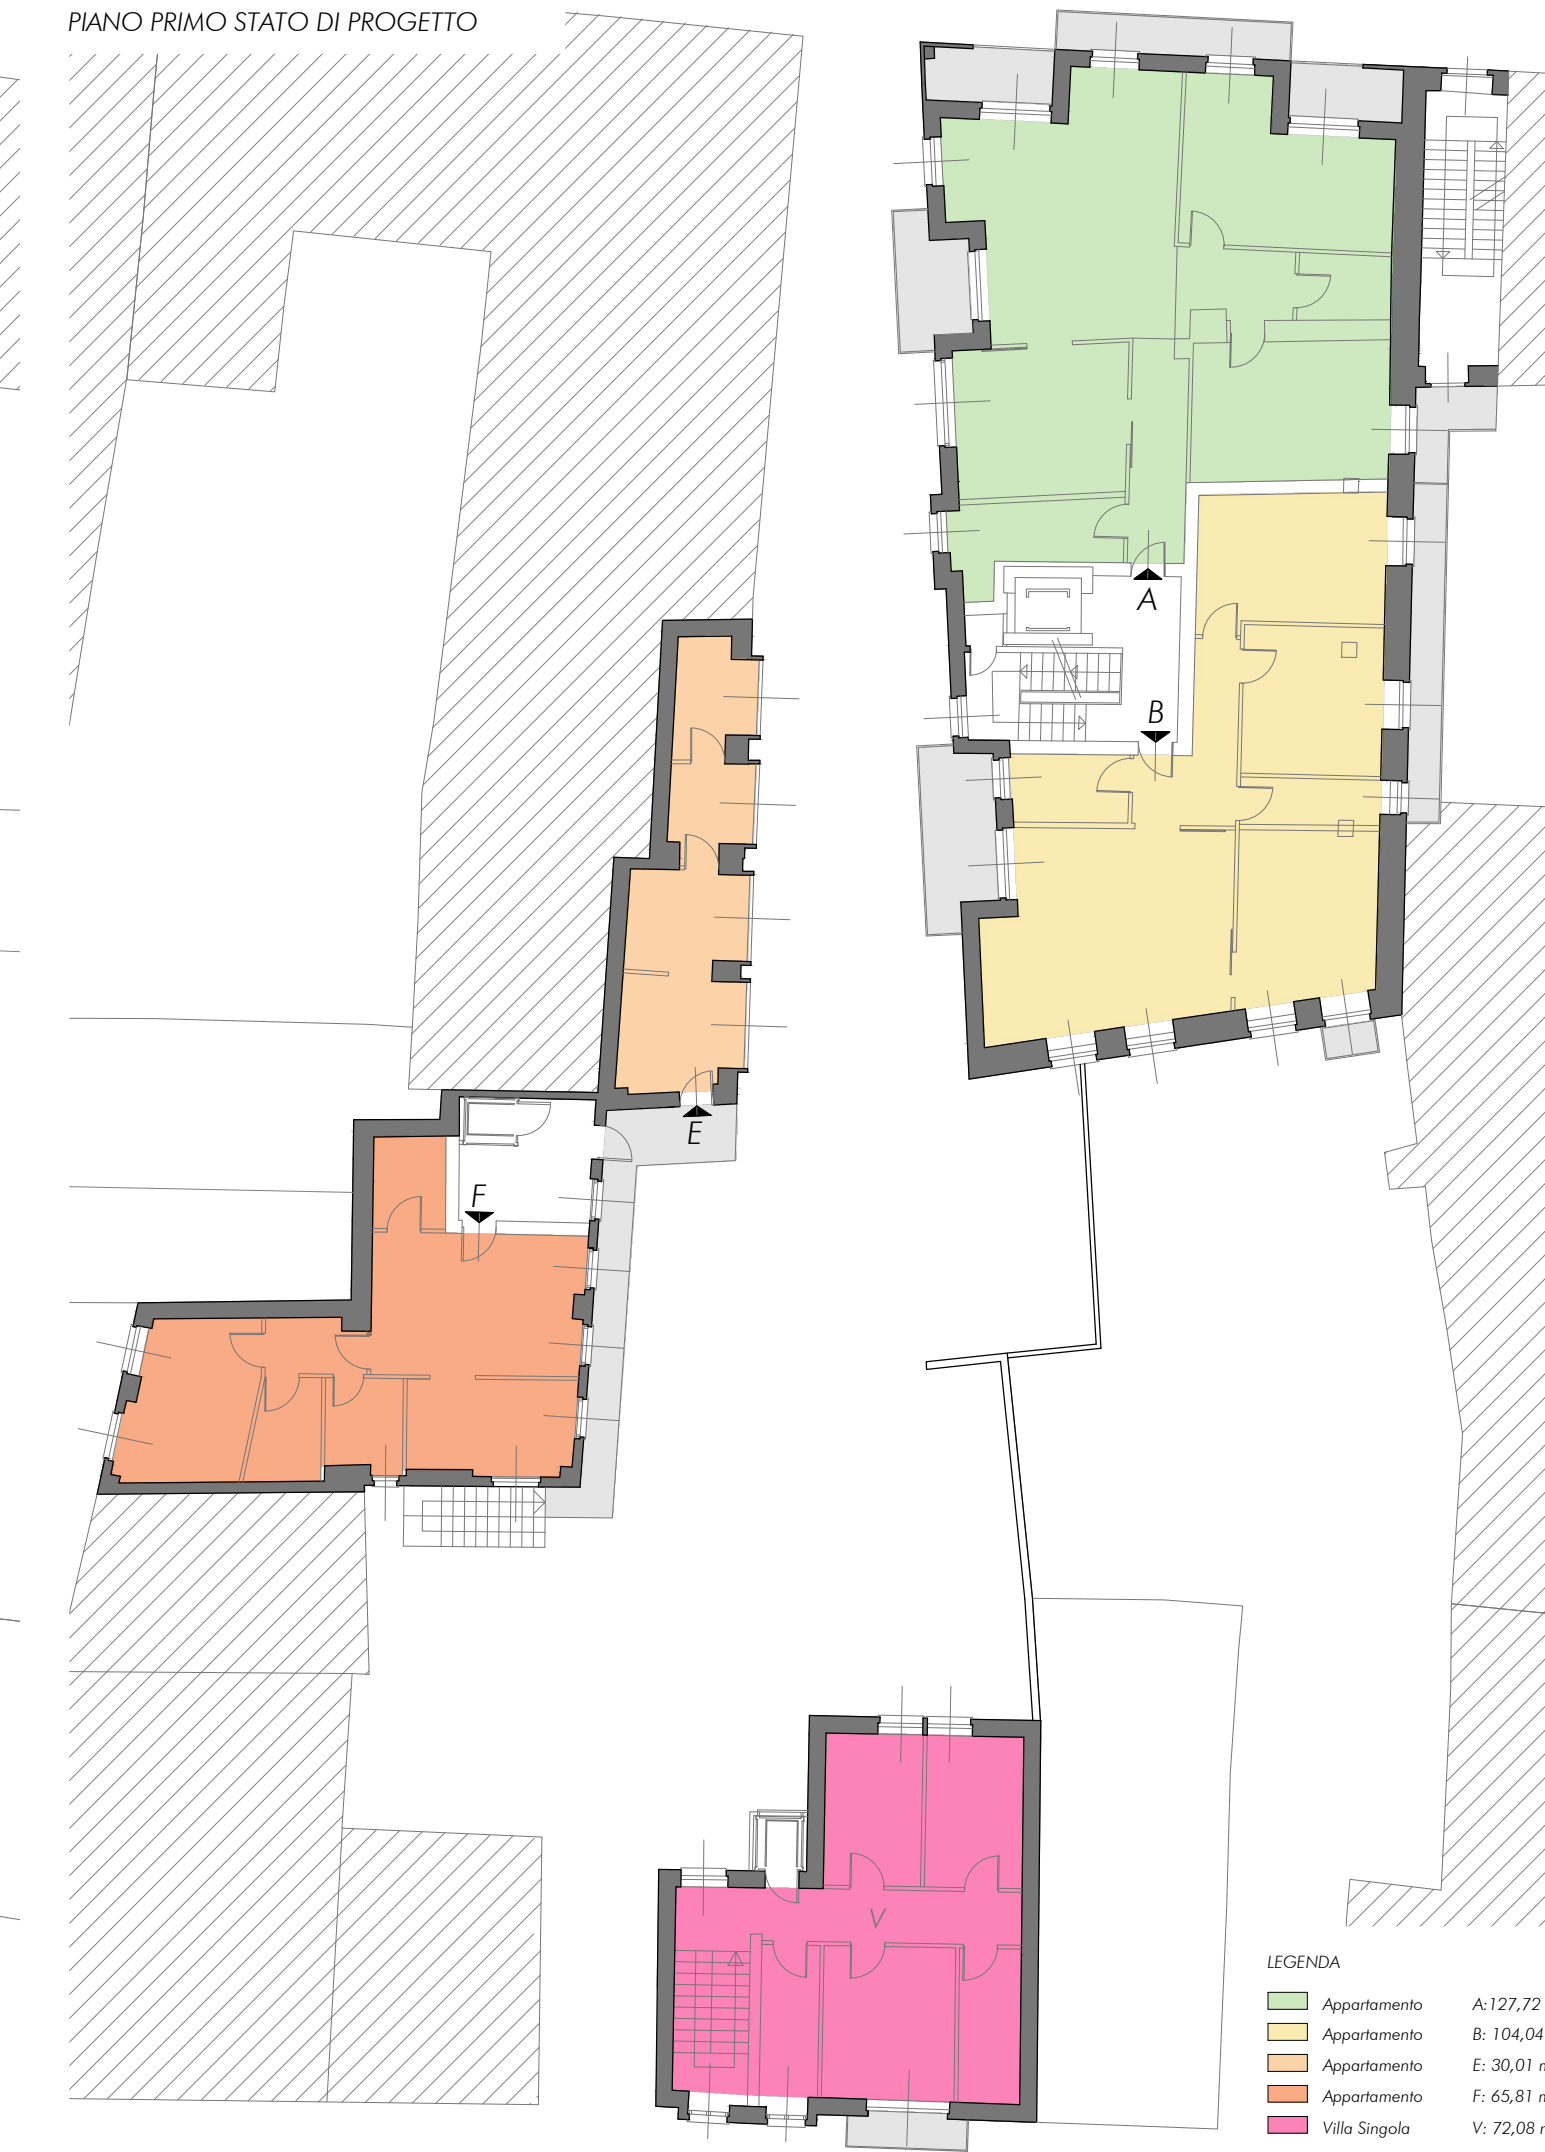 PIANO PRIMO STATO DI PROGETTO
A
B
E
F
V
LEGENDA
Appartamento A:127,72
Appartamento B: 104,04
Appartamento E: 30,01 m
Appartamento F: 65,81 m
Villa Singola V: 72,08 m